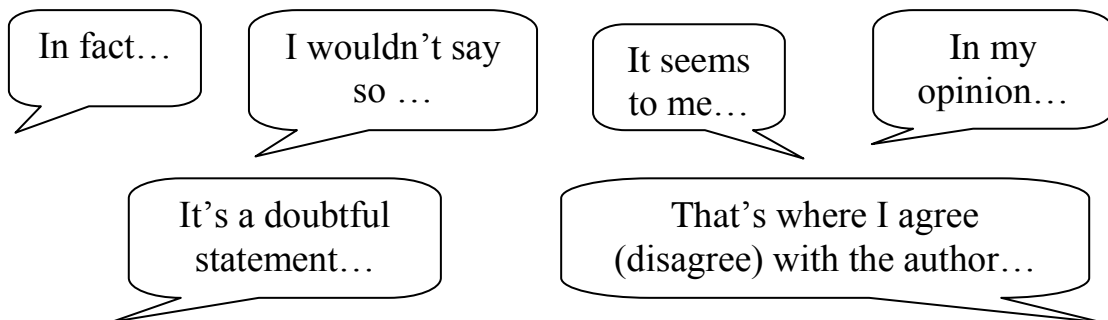 In fact…
I wouldn’t say
so …
It seems
to me…
In my
opinion…
It’s a doubtful
statement…
That’s where I agree
(disagree) with the author…